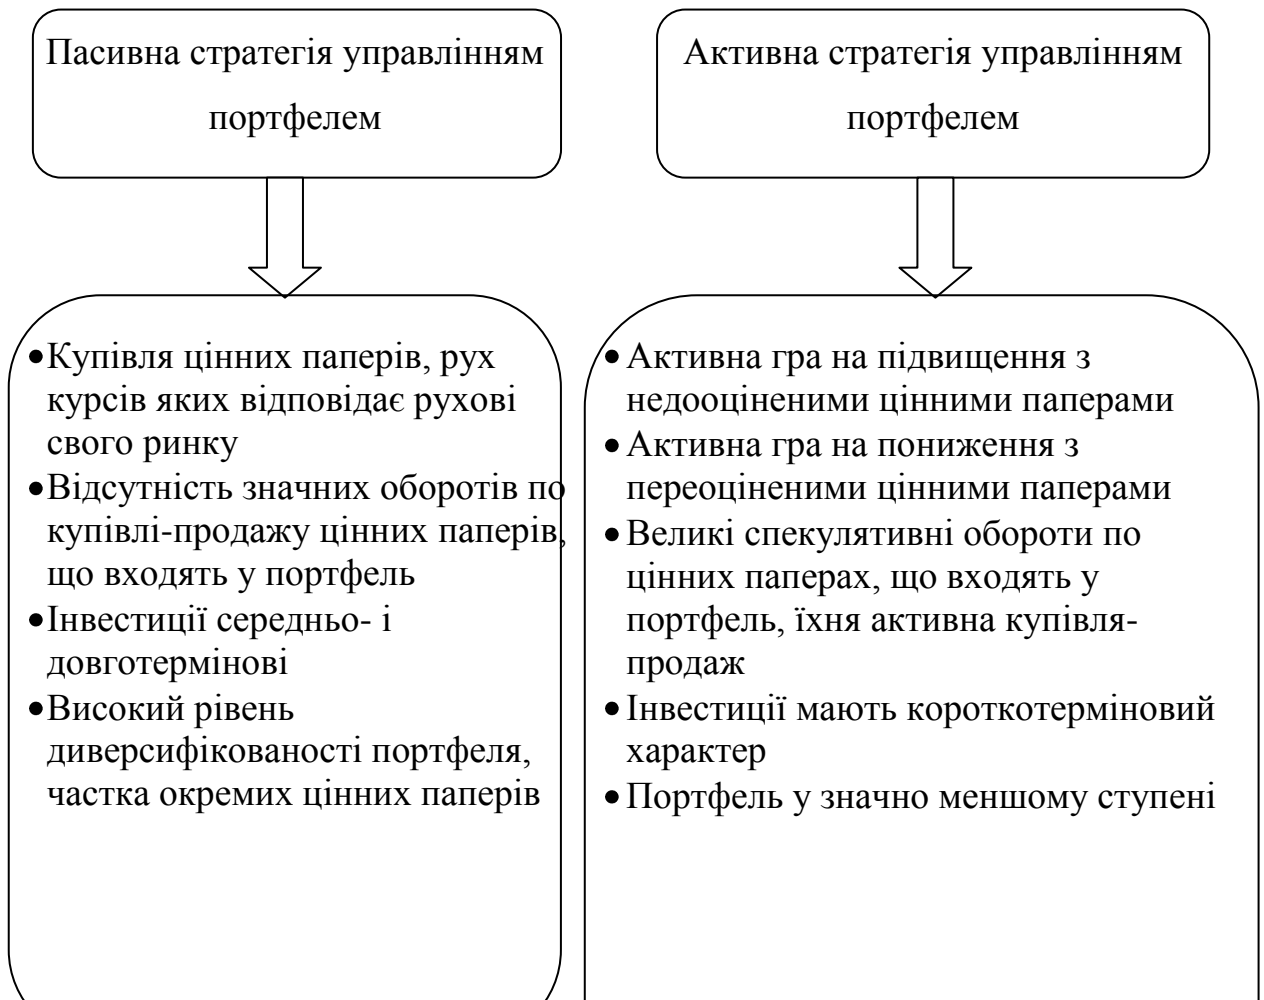 Пасивна стратегія управлінням
портфелем
Активна стратегія управлінням
портфелем
•Купівля цінних паперів, рух
курсів яких відповідає рухові
свого ринку
•Відсутність значних оборотів по
купівлі-продажу цінних паперів,
що входять у портфель
•Інвестиції середньо- і
довготермінові
•Високий рівень
диверсифікованості портфеля,
частка окремих цінних паперів
• Активна гра на підвищення з
недооціненими цінними паперами
• Активна гра на пониження з
переоціненими цінними паперами
• Великі спекулятивні обороти по
цінних паперах, що входять у
портфель, їхня активна купівля-
продаж
• Інвестиції мають короткотерміновий
характер
• Портфель у значно меншому ступені